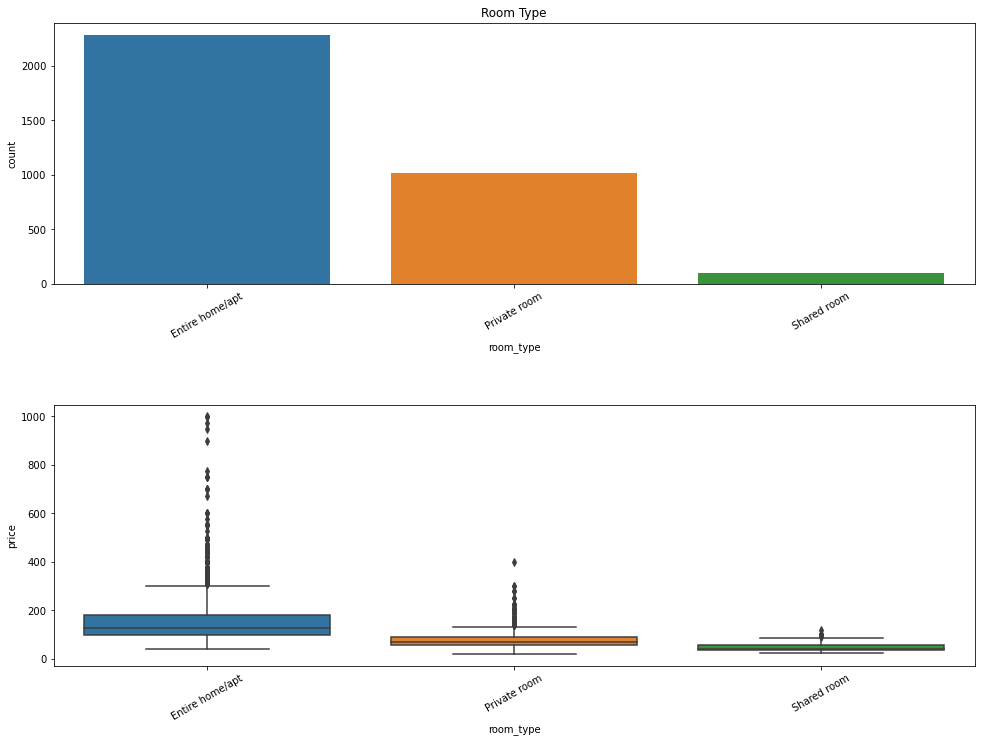 Room Type
2000
1500
1000
500
0
count
Entire home/apt
Private room
Shared room
room_type
1000
800
600
400
200
0
price
Entire home/apt
Private room
Shared room
room_type